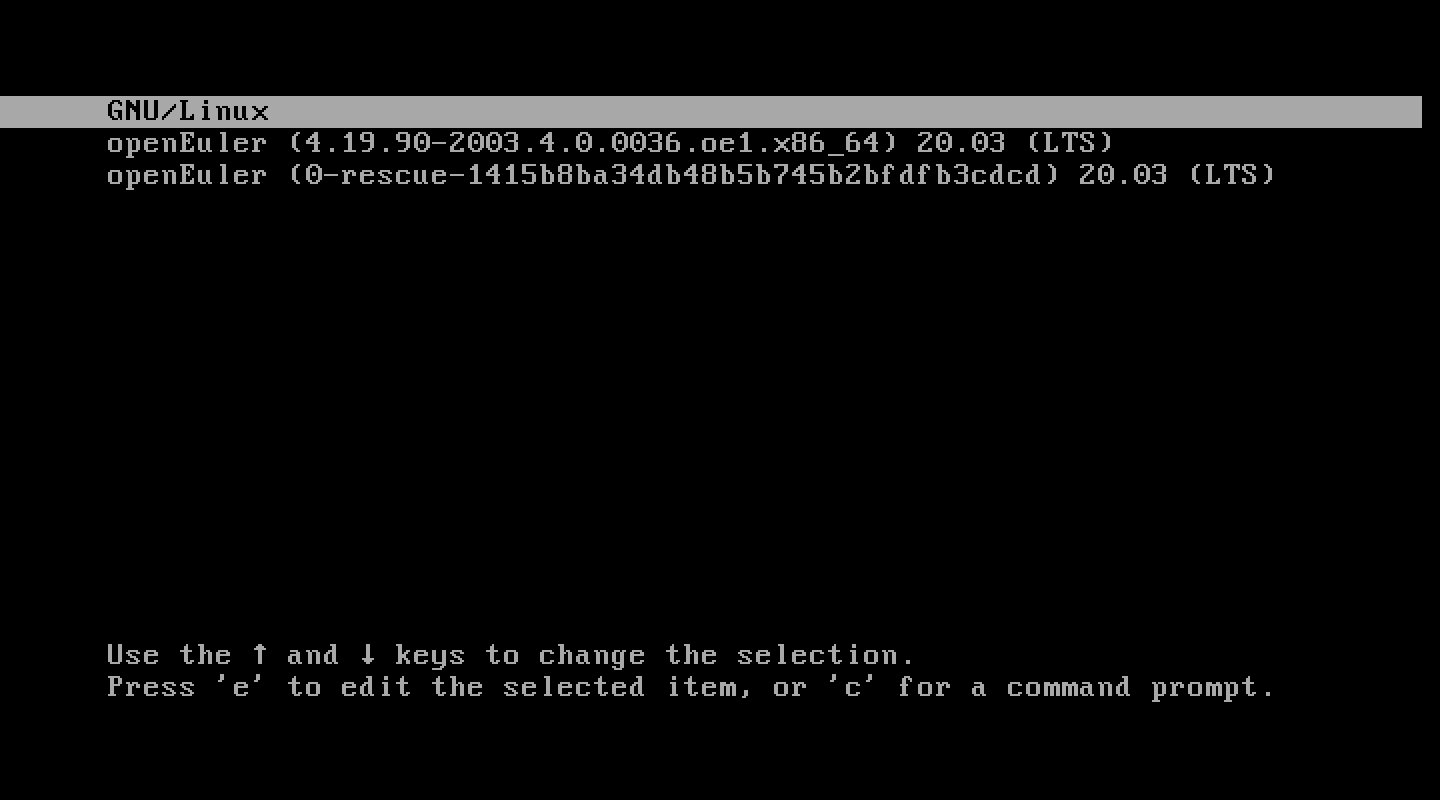 GNU/Linux
openEuler (4.19.90-2003.4.0.0036.oe1.x86_64) 20.03 (LTS)
openEuler (0-rescue-1415b8ba34db48b5b745b2bfdfb3cdcd) 20.03 (LTS)
Use the ↑ and ↓ keys to change the selection.
Press 'e' to edit the selected item, or 'c' for a command prompt.